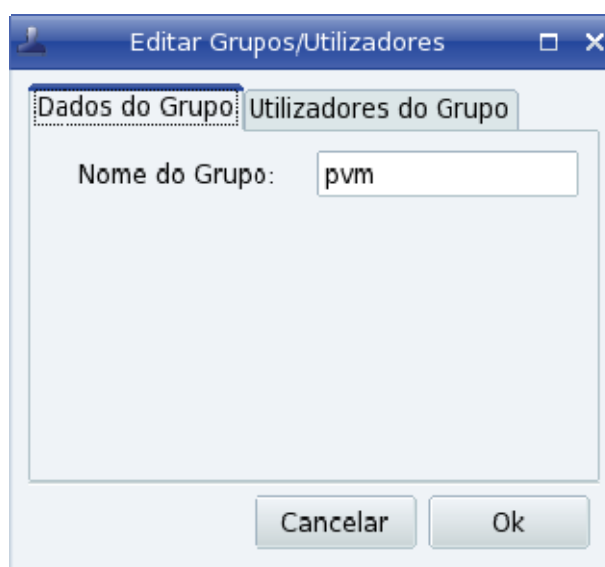 Editar Grupos/Utilizadores
Dados do Grupo Utilizadores do Grupo
Nome do Grupo: pvm
Cancelar Ok